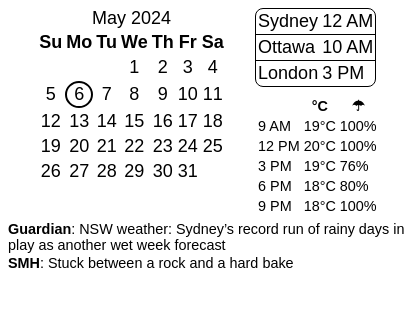 May 2024
Su Mo Tu We Th Fr Sa
1 2 3 4
5 6 7 8 9 10 11
12 13 14 15 16 17 18
19 20 21 22 23 24 25
26 27 28 29 30 31
Sydney 12 AM
Ottawa 10 AM
London 3 PM
°C ☂
9 AM 19°C 100%
12 PM 20°C 100%
3 PM 19°C 76%
6 PM 18°C 80%
9 PM 18°C 100%
Guardian: NSW weather: Sydney's record run of rainy days in
play as another wet week forecast
SMH: Stuck between a rock and a hard bake